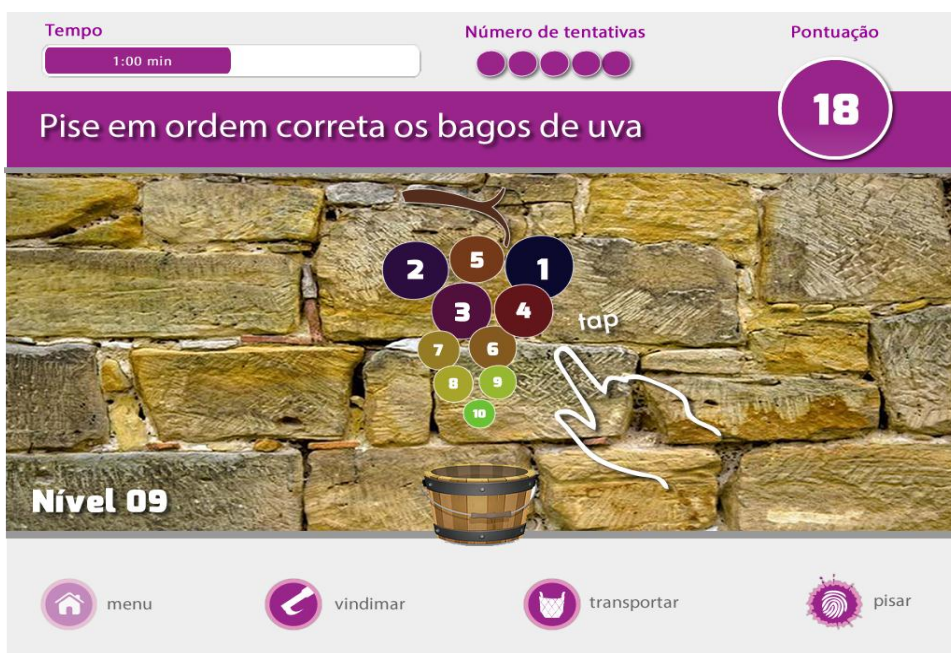 Tempo
Número de tentativas
Pontuação
1:00 min
18
Pise em ordem correta os bagos de uva
2
5
1
3
4
tap
7
6
8
9
10
Nível 09
menu
vindimar
transportar
pisar